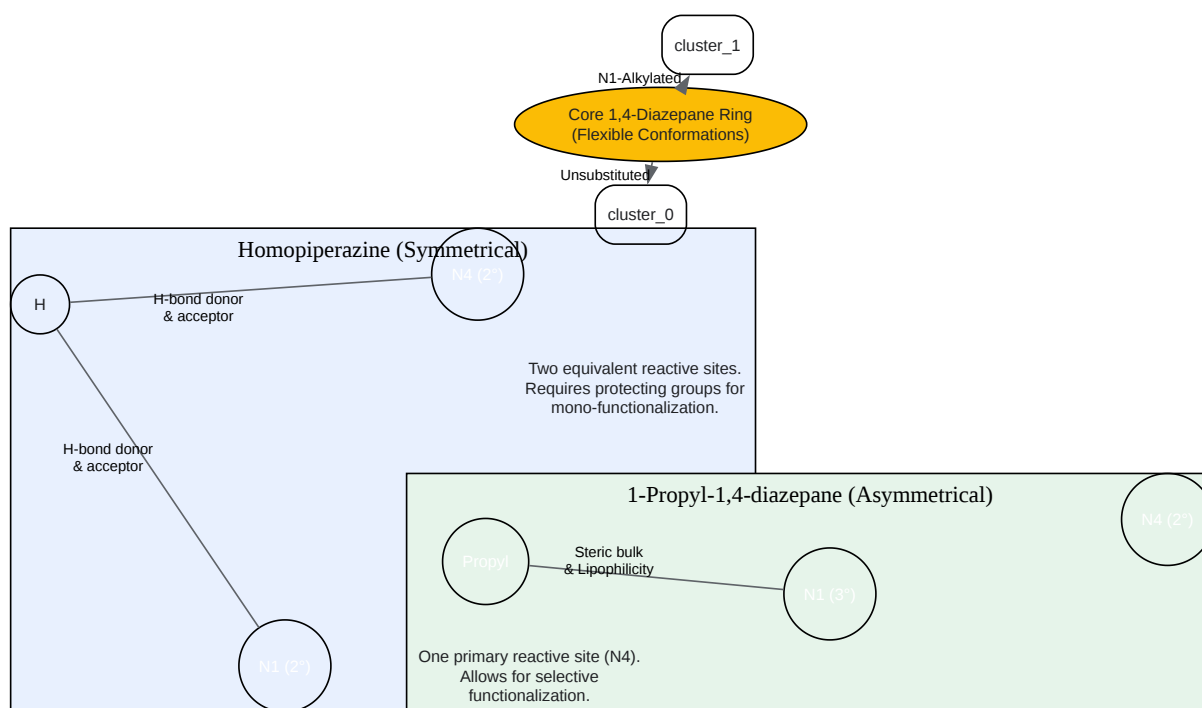 cluster_1
N1-Alkylated
Core 1,4-Diazepane Ring
(Flexible Conformations)
Unsubstituted
cluster_0
Homopiperazine (Symmetrical)
N4 (2°)
H
H-bond donor
& acceptor
Two equivalent reactive sites.
Requires protecting groups for
mono-functionalization.
H-bond donor
& acceptor
N1 (2°)
1-Propyl-1,4-diazepane (Asymmetrical)
N4 (2°)
Propyl
Steric bulk
& Lipophilicity
N1 (3°)
One primary reactive site (N4).
Allows for selective
functionalization.